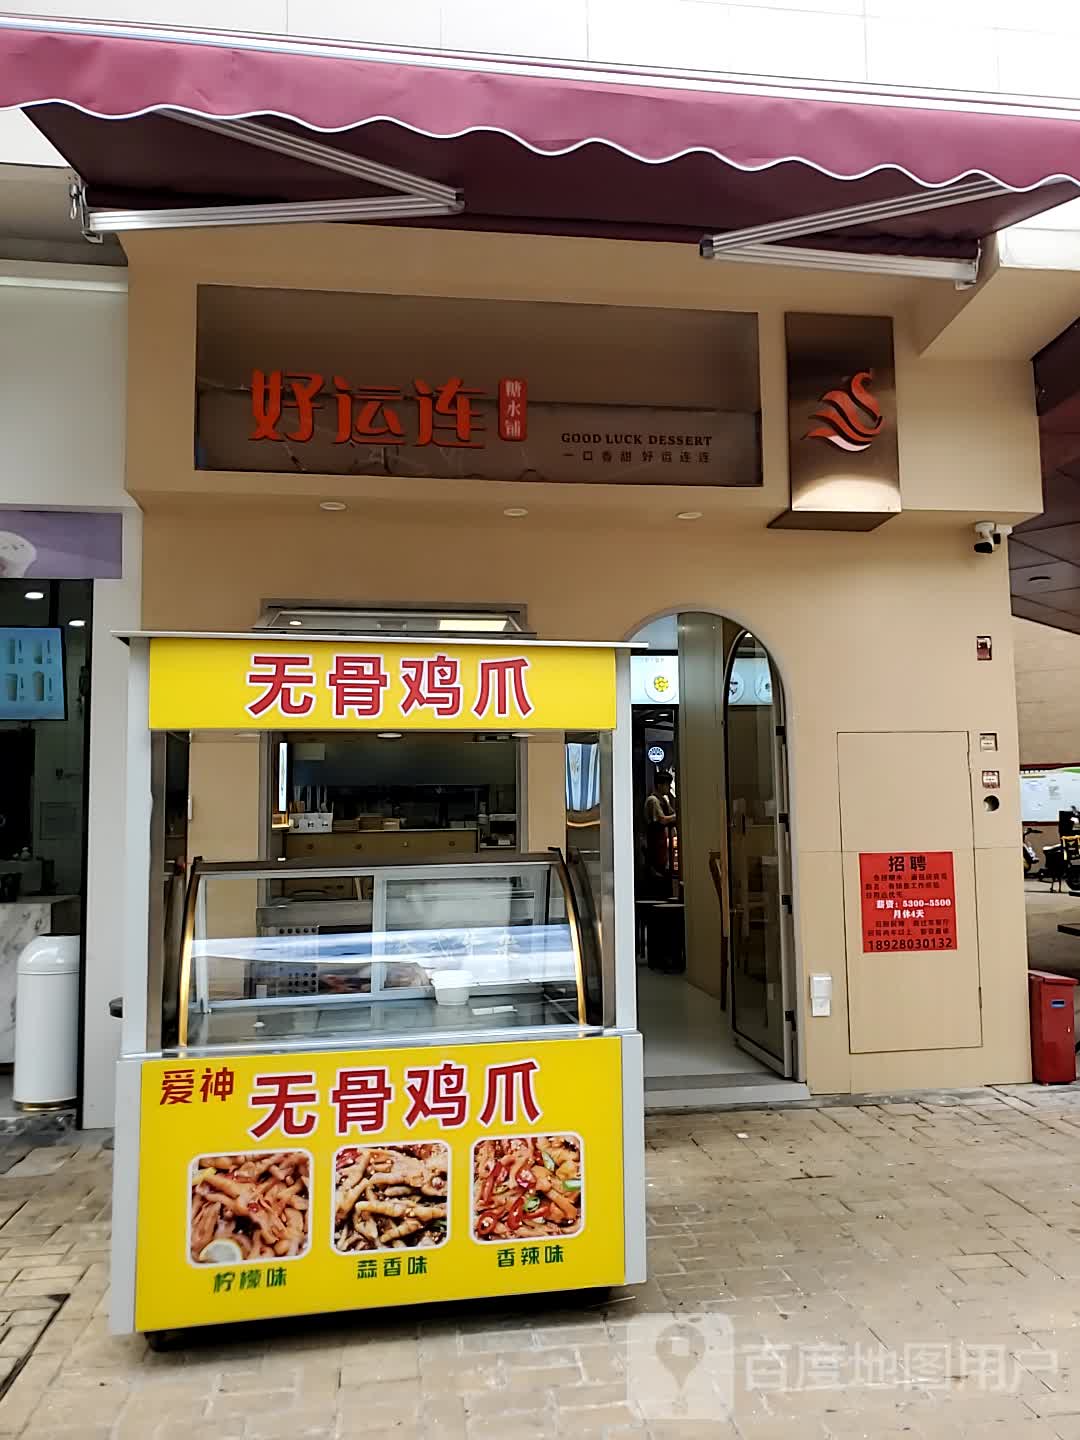 好运连
糖水铺
GOOD LUCK DESSERT
一口香甜 好运连连
无骨鸡爪
招聘
薪资：5300-5500
月休4天
18928030132
爱神
无骨鸡爪
柠檬味
蒜香味
香辣味
百度地图用户